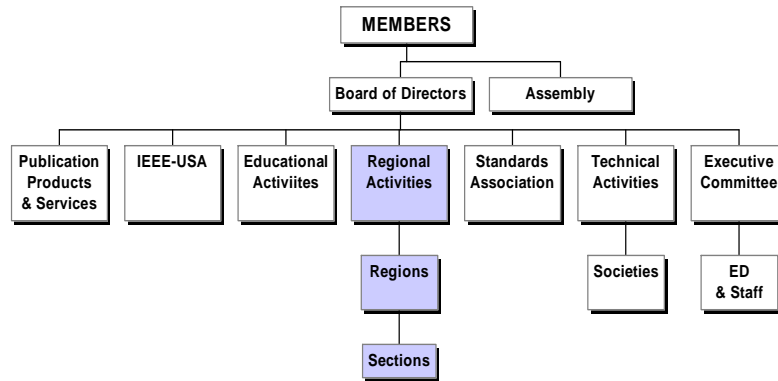 MEMBERS
Board of Directors
Assembly
Publication
Products
& Services
IEEE-USA
Educational
Activiites
Regional
Activities
Standards
Association
Technical
Activities
Executive
Committee
Regions
Societies
ED
& Staff
Sections